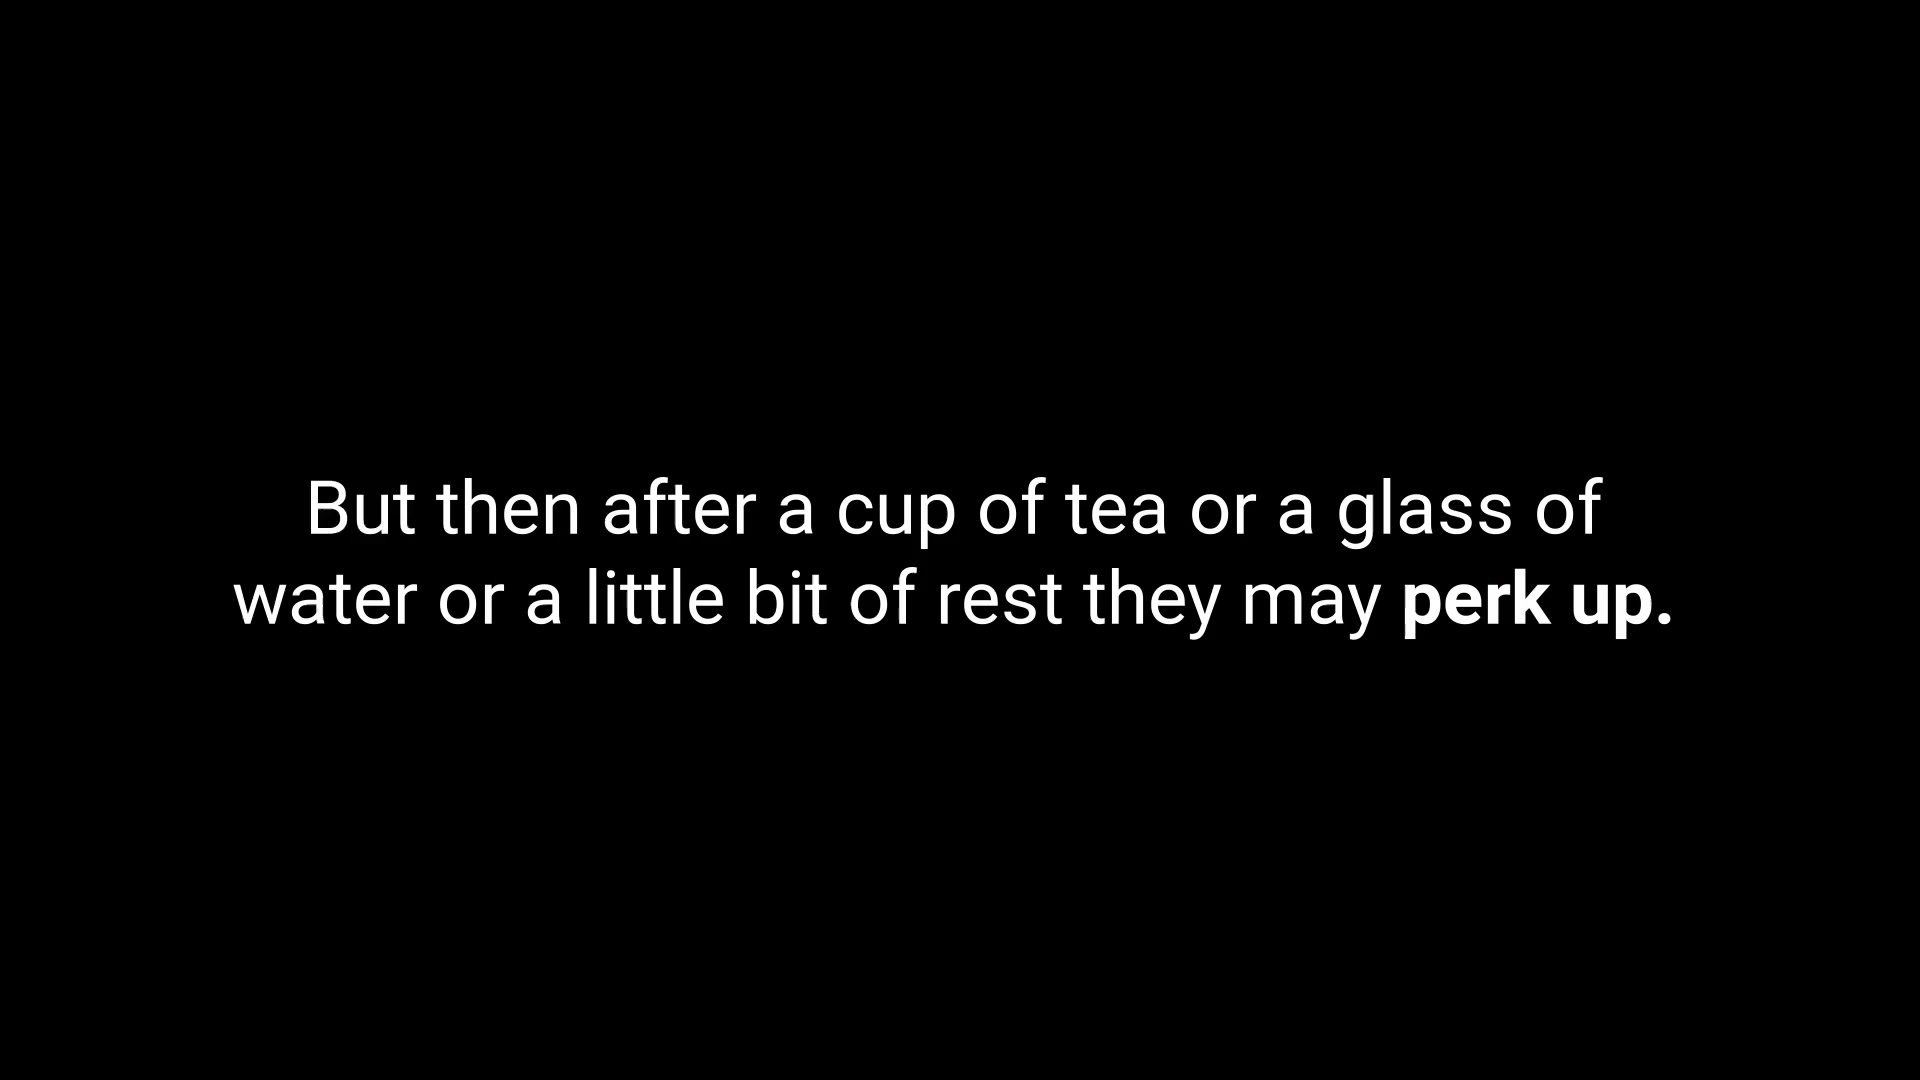 But then after a cup of tea or a glass of
water or a little bit of rest they may perk up.